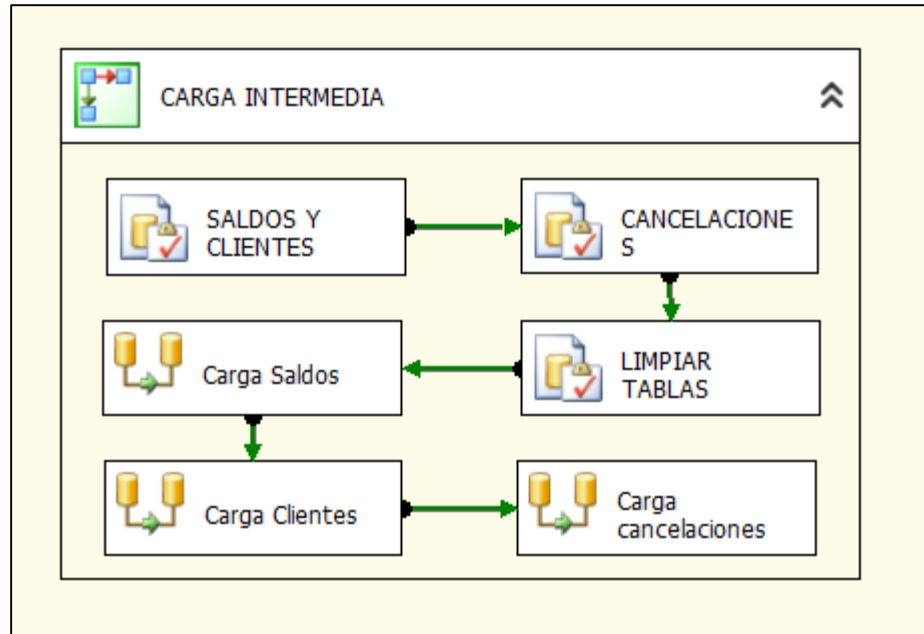 CARGA INTERMEDIA
SALDOS Y
CLIENTES
CANCELACIONE
S
Carga Saldos
LIMPIAR
TABLAS
Carga Clientes
Carga
cancelaciones